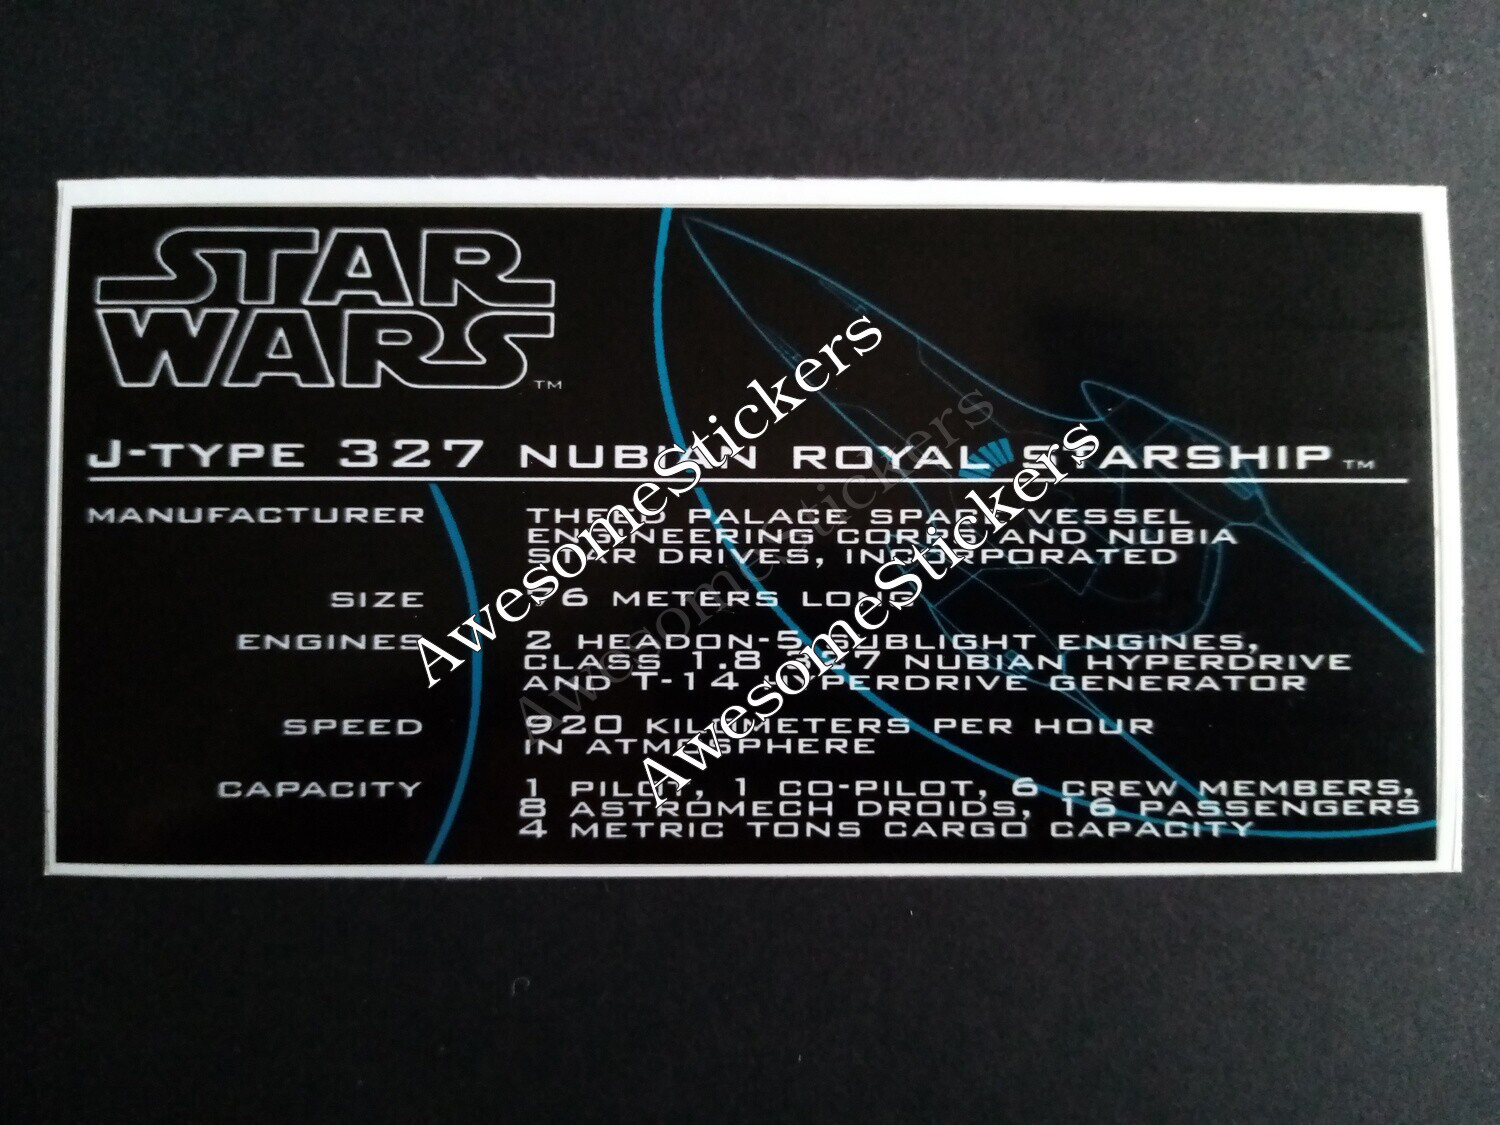 STAR
WARS TM
J-TYPE 327 NUBIAN ROYAL STARSHIP TM
MANUFACTURER THEED PALACE SPACE VESSEL
ENGINEERING CORPS AND NUBIA
STAR DRIVES, INCORPORATED
SIZE METERS LONG
ENGINES 2 HEADON-5 SUBLIGHT ENGINES,
CLASS 1.8 327 NUBIAN HYPERDRIVE
AND T-14 HYPERDRIVE GENERATOR
SPEED 920 KILOMETERS PER HOUR
IN ATMOSPHERE
CAPACITY 1 PILOT, 1 CO-PILOT, 6 CREW MEMBERS,
8 ASTROMECH DROIDS, 16 PASSENGERS
4 METRIC TONS CARGO CAPACITY
AwesomeStickers
AwesomeStickers
AwesomeStickers